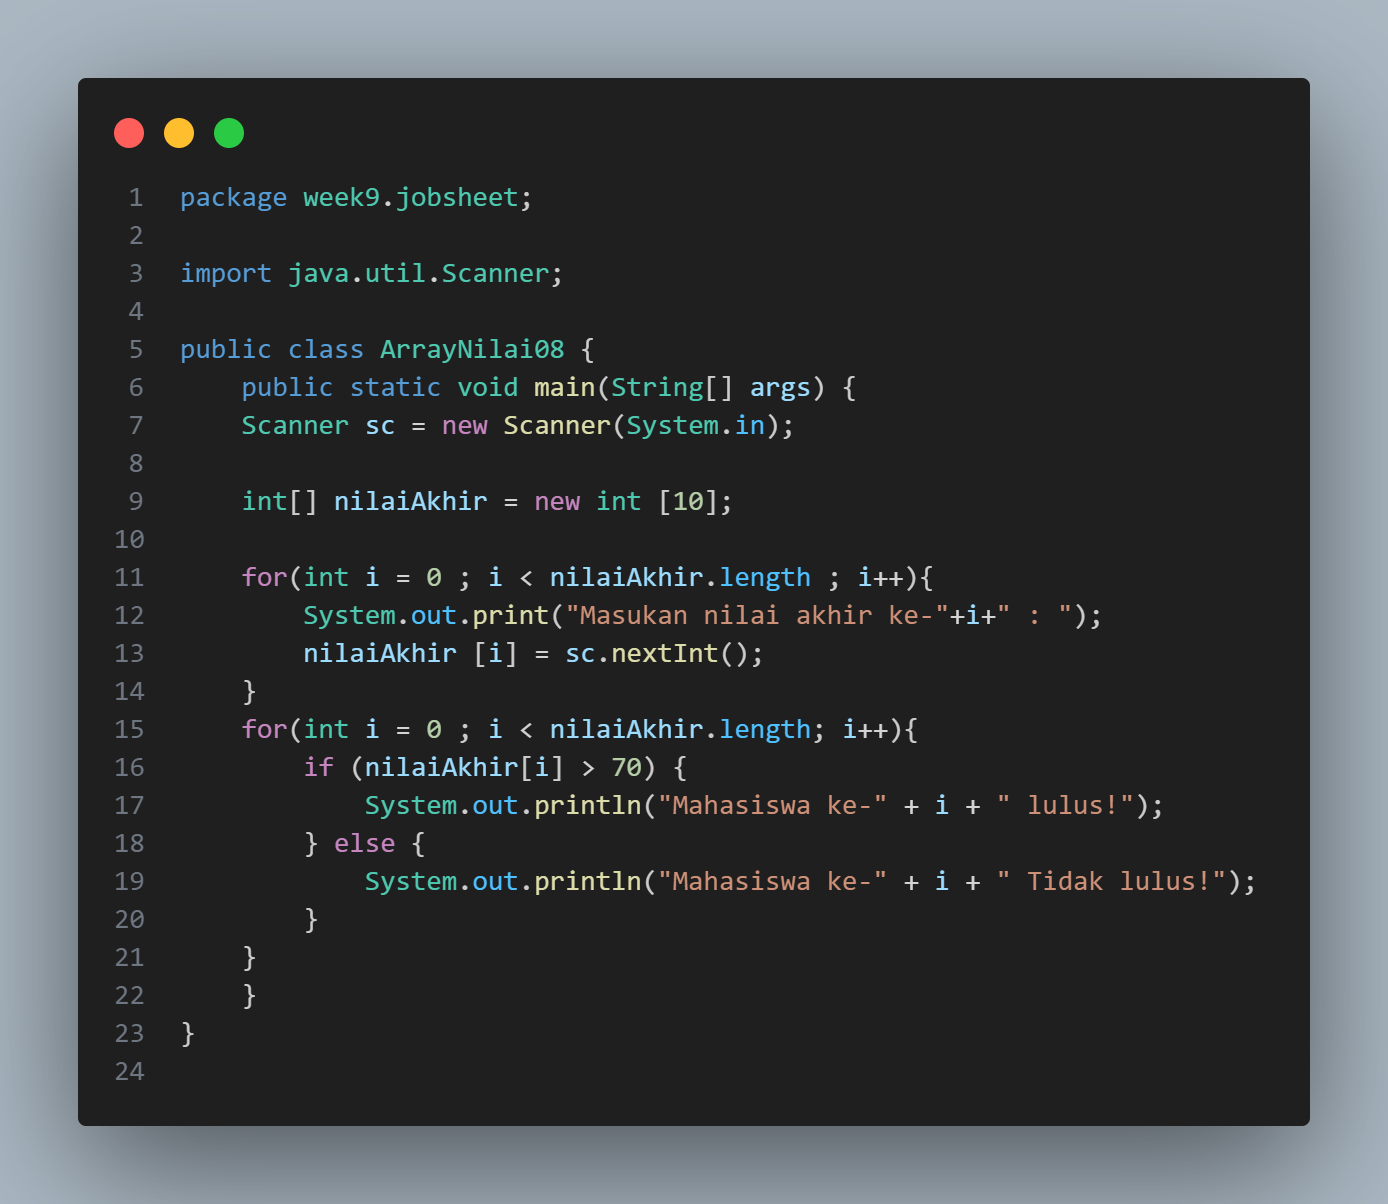 1 package week9.jobsheet;
2
3 import java.util.Scanner;
4
5 public class ArrayNilai08 {
6     public static void main(String[] args) {
7     Scanner sc = new Scanner(System.in);
8
9     int[] nilaiAkhir = new int [10];
10
11     for(int i = 0 ; i < nilaiAkhir.length ; i++){
12         System.out.print("Masukan nilai akhir ke-"+i+" : ");
13         nilaiAkhir [i] = sc.nextInt();
14     }
15     for(int i = 0 ; i < nilaiAkhir.length; i++){
16         if (nilaiAkhir[i] > 70) {
17             System.out.println("Mahasiswa ke-" + i + " lulus!");
18         } else {
19             System.out.println("Mahasiswa ke-" + i + " Tidak lulus!");
20         }
21     }
22     }
23 }
24